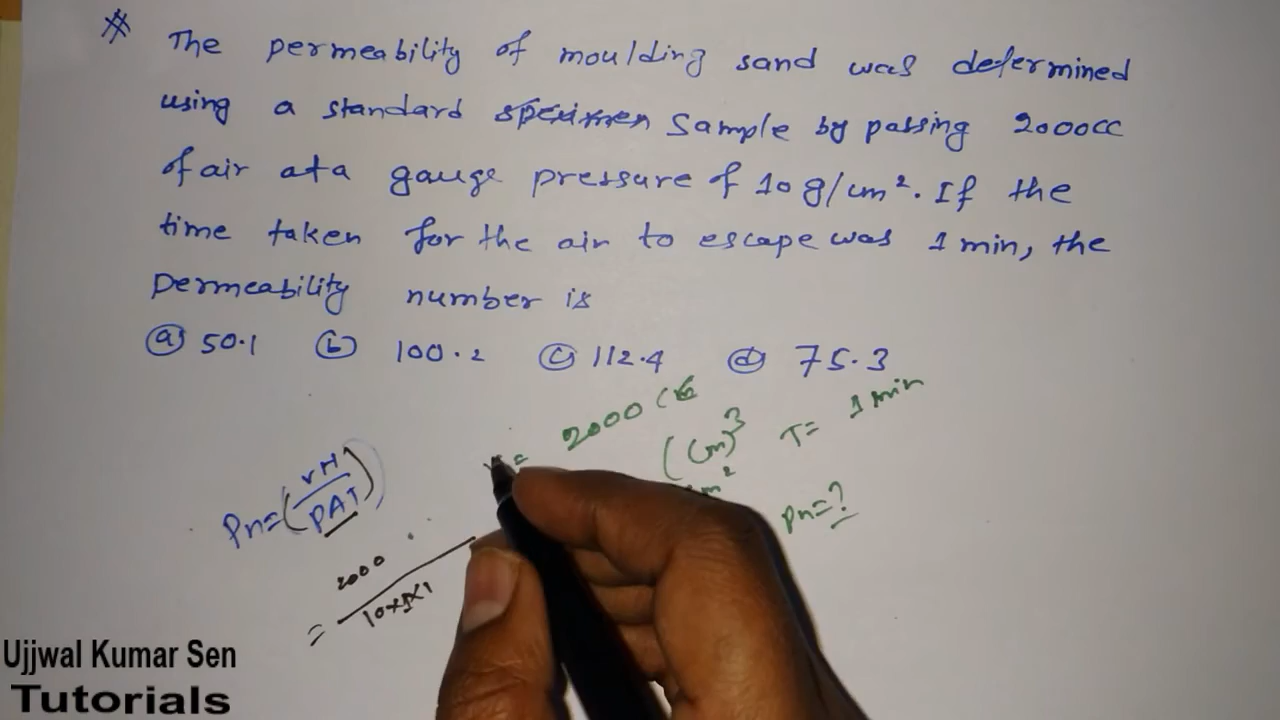 The permeability of moulding sand was determined
using a standard Sample by passing 2000cc
of air at a gauge pressure of 10 g/cm². If the
time taken for the air to escape was 1 min, the
Permeability number is
(a) 50.1 (b) 100.2 (c) 112.4 (d) 75.3
= 2000 cc
(cm)³ T= 1 min
Pn=(VH/PAT) Pn=?
= 2000/10×1×1
Ujjwal Kumar Sen
Tutorials